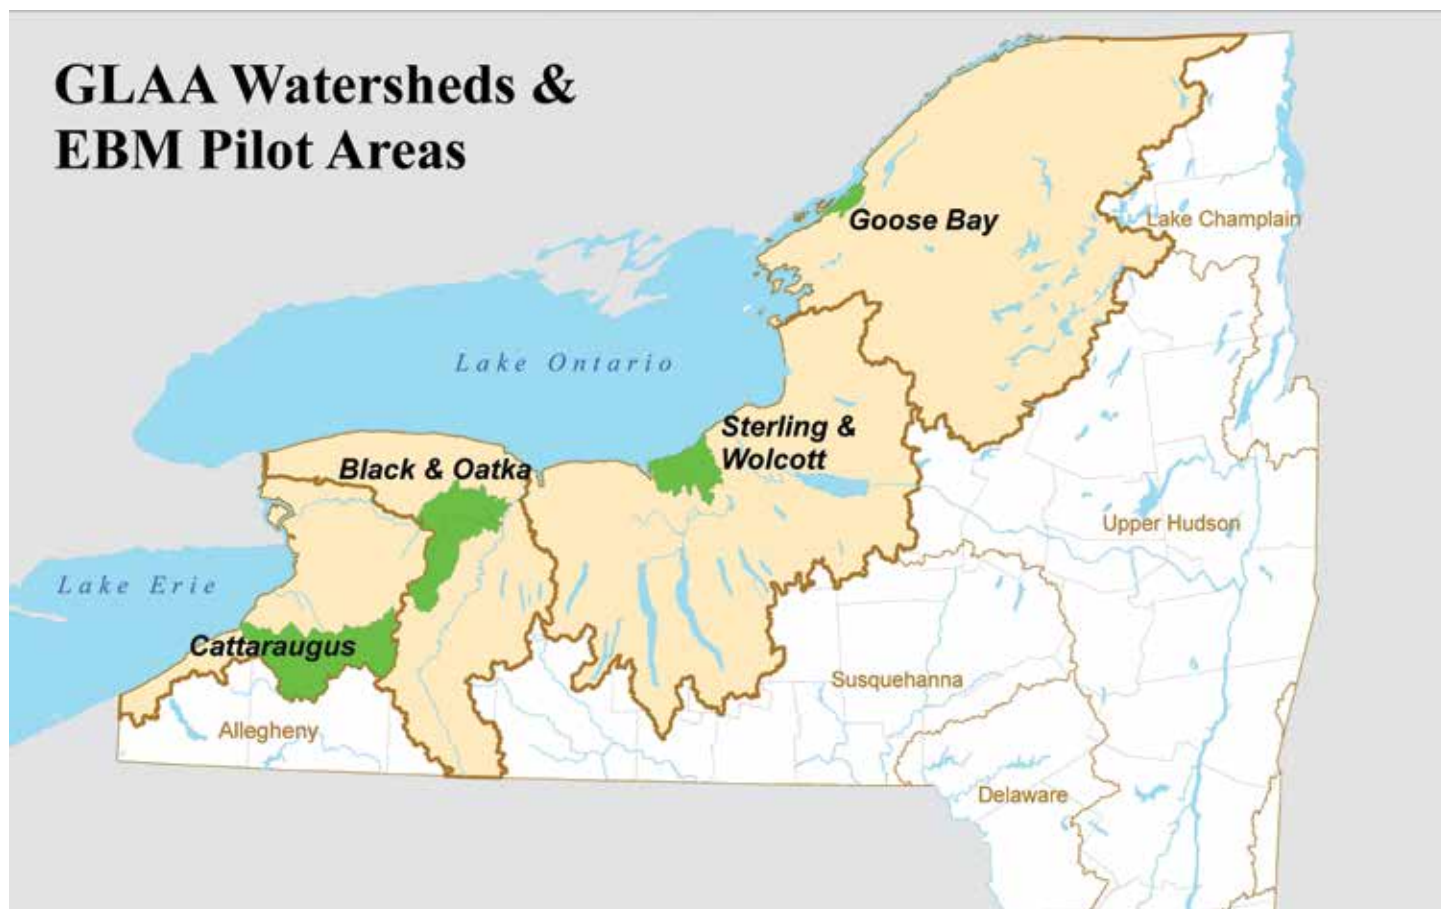 GLAA Watersheds &
EBM Pilot Areas
Goose Bay
Lake Champlain
Lake Ontario
Sterling &
Wolcott
Black & Oatka
Upper Hudson
Lake Erie
Cattaraugus
Susquehanna
Allegheny
Delaware